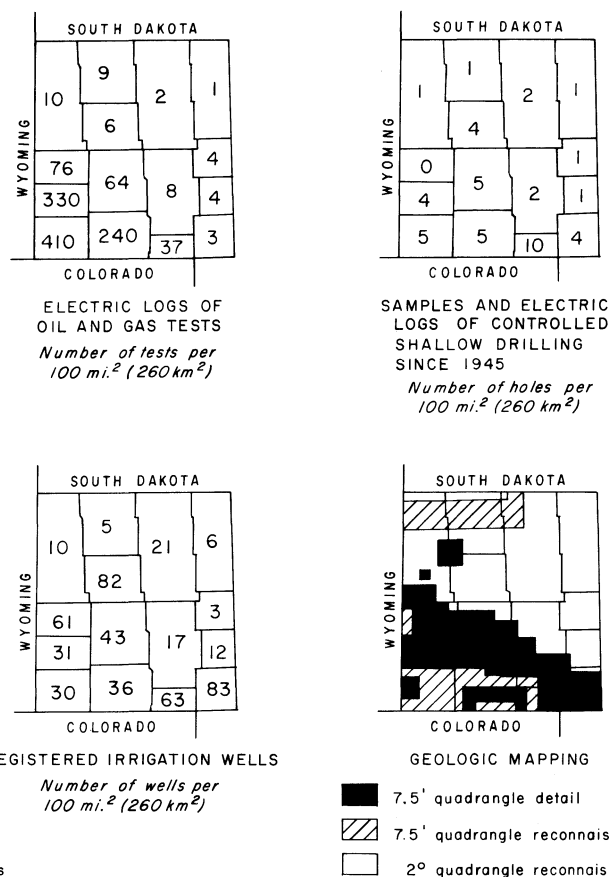 SOUTH DAKOTA
WYOMING
10
9
2
1
6
76
64
8
4
330
4
410
240
37
3
COLORADO
ELECTRIC LOGS OF
OIL AND GAS TESTS
Number of tests per
100 mi.² (260 km²)
SOUTH DAKOTA
WYOMING
1
1
2
1
4
0
5
2
1
4
1
5
5
10
4
COLORADO
SAMPLES AND ELECTRIC
LOGS OF CONTROLLED
SHALLOW DRILLING
SINCE 1945
Number of holes per
100 mi.² (260 km²)
SOUTH DAKOTA
WYOMING
10
5
21
6
82
61
43
17
3
31
12
30
36
63
83
COLORADO
EGISTERED IRRIGATION WELLS
Number of wells per
100 mi.² (260 km²)
SOUTH DAKOTA
WYOMING
COLORADO
GEOLOGIC MAPPING
7.5' quadrangle detail
7.5' quadrangle reconnais
2° quadrangle reconnais
s